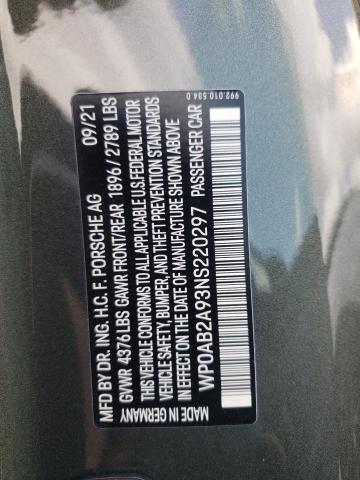 MFD BY DR. ING. H.C. F. PORSCHE AG 09/21
GVWR 4376 LBS GAWR FRONT/REAR 1896 / 2789 LBS
THIS VEHICLE CONFORMS TO ALL APPLICABLE U.S. FEDERAL MOTOR
VEHICLE SAFETY, BUMPER, AND THEFT PREVENTION STANDARDS
IN EFFECT ON THE DATE OF MANUFACTURE SHOWN ABOVE
WP0AB2A93NS220297 PASSENGER CAR
MADE IN GERMANY
992.010.534.0